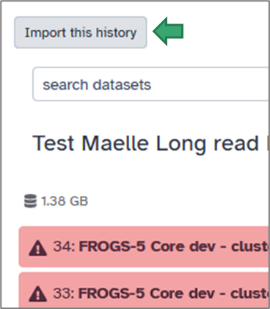 Import this history
search datasets
Test Maelle Long read
1.38 GB
34: FROGS-5 Core dev - clust
33: FROGS-5 Core dev - clust